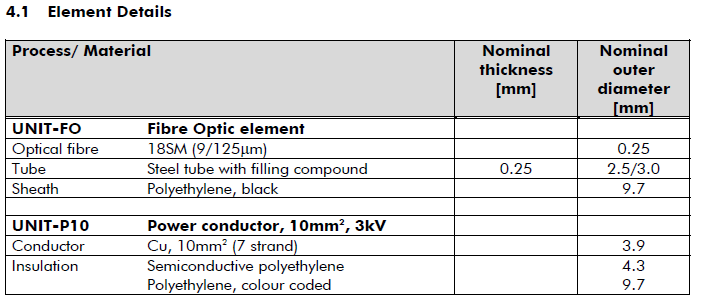 4.1 Element Details
Process/ Material Nominal thickness [mm] Nominal outer diameter [mm]
UNIT-FO Fibre Optic element
Optical fibre 18SM (9/125µm) 0.25
Tube Steel tube with filling compound 0.25 2.5/3.0
Sheath Polyethylene, black 9.7
UNIT-P10 Power conductor, 10mm², 3kV
Conductor Cu, 10mm² (7 strand) 3.9
Insulation Semiconductive polyethylene 4.3
Polyethylene, colour coded 9.7